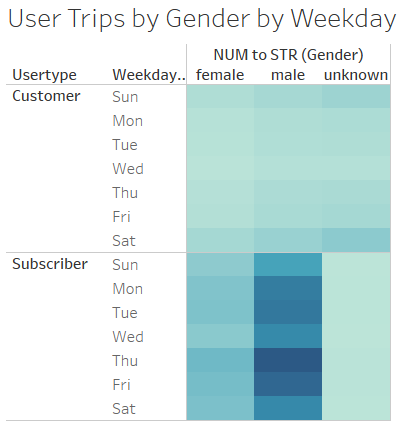 User Trips by Gender by Weekday
NUM to STR (Gender)
Usertype Weekday.. female male unknown
Customer Sun
Mon
Tue
Wed
Thu
Fri
Sat
Subscriber Sun
Mon
Tue
Wed
Thu
Fri
Sat